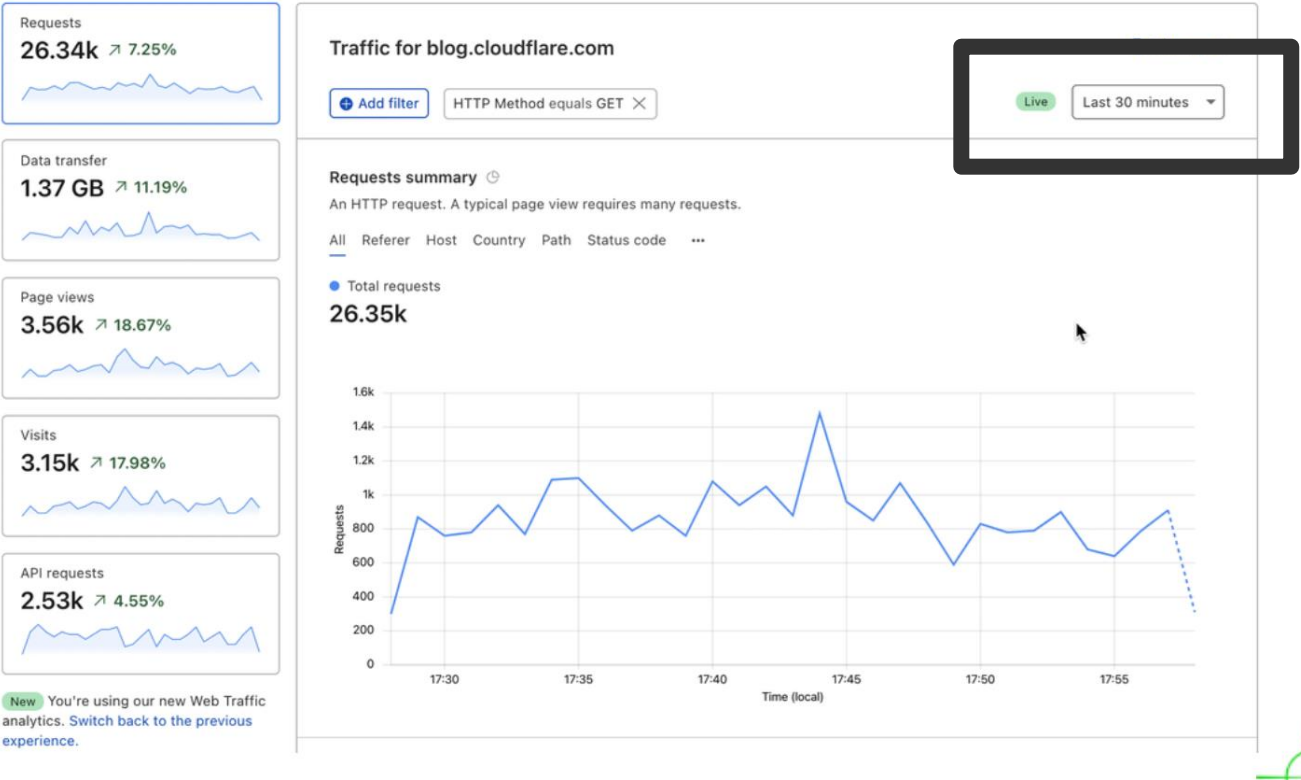 Requests
26.34k 7.25%
Data transfer
1.37 GB 11.19%
Page views
3.56k 18.67%
Visits
3.15k 17.98%
API requests
2.53k 4.55%
New You're using our new Web Traffic
analytics. Switch back to the previous
experience.
Traffic for blog.cloudflare.com
Add filter HTTP Method equals GET
Live Last 30 minutes
Requests summary
An HTTP request. A typical page view requires many requests.
All Referer Host Country Path Status code ...
Total requests
26.35k
1.6k
1.4k
1.2k
1k
800
600
400
200
0
Requests
17:30 17:35 17:40 17:45 17:50 17:55
Time (local)